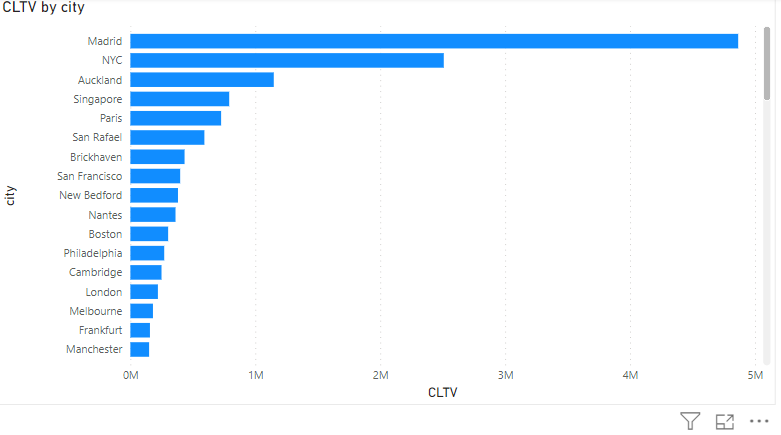 CLTV by city
city
Madrid
NYC
Auckland
Singapore
Paris
San Rafael
Brickhaven
San Francisco
New Bedford
Nantes
Boston
Philadelphia
Cambridge
London
Melbourne
Frankfurt
Manchester
0M 1M 2M 3M 4M 5M
CLTV